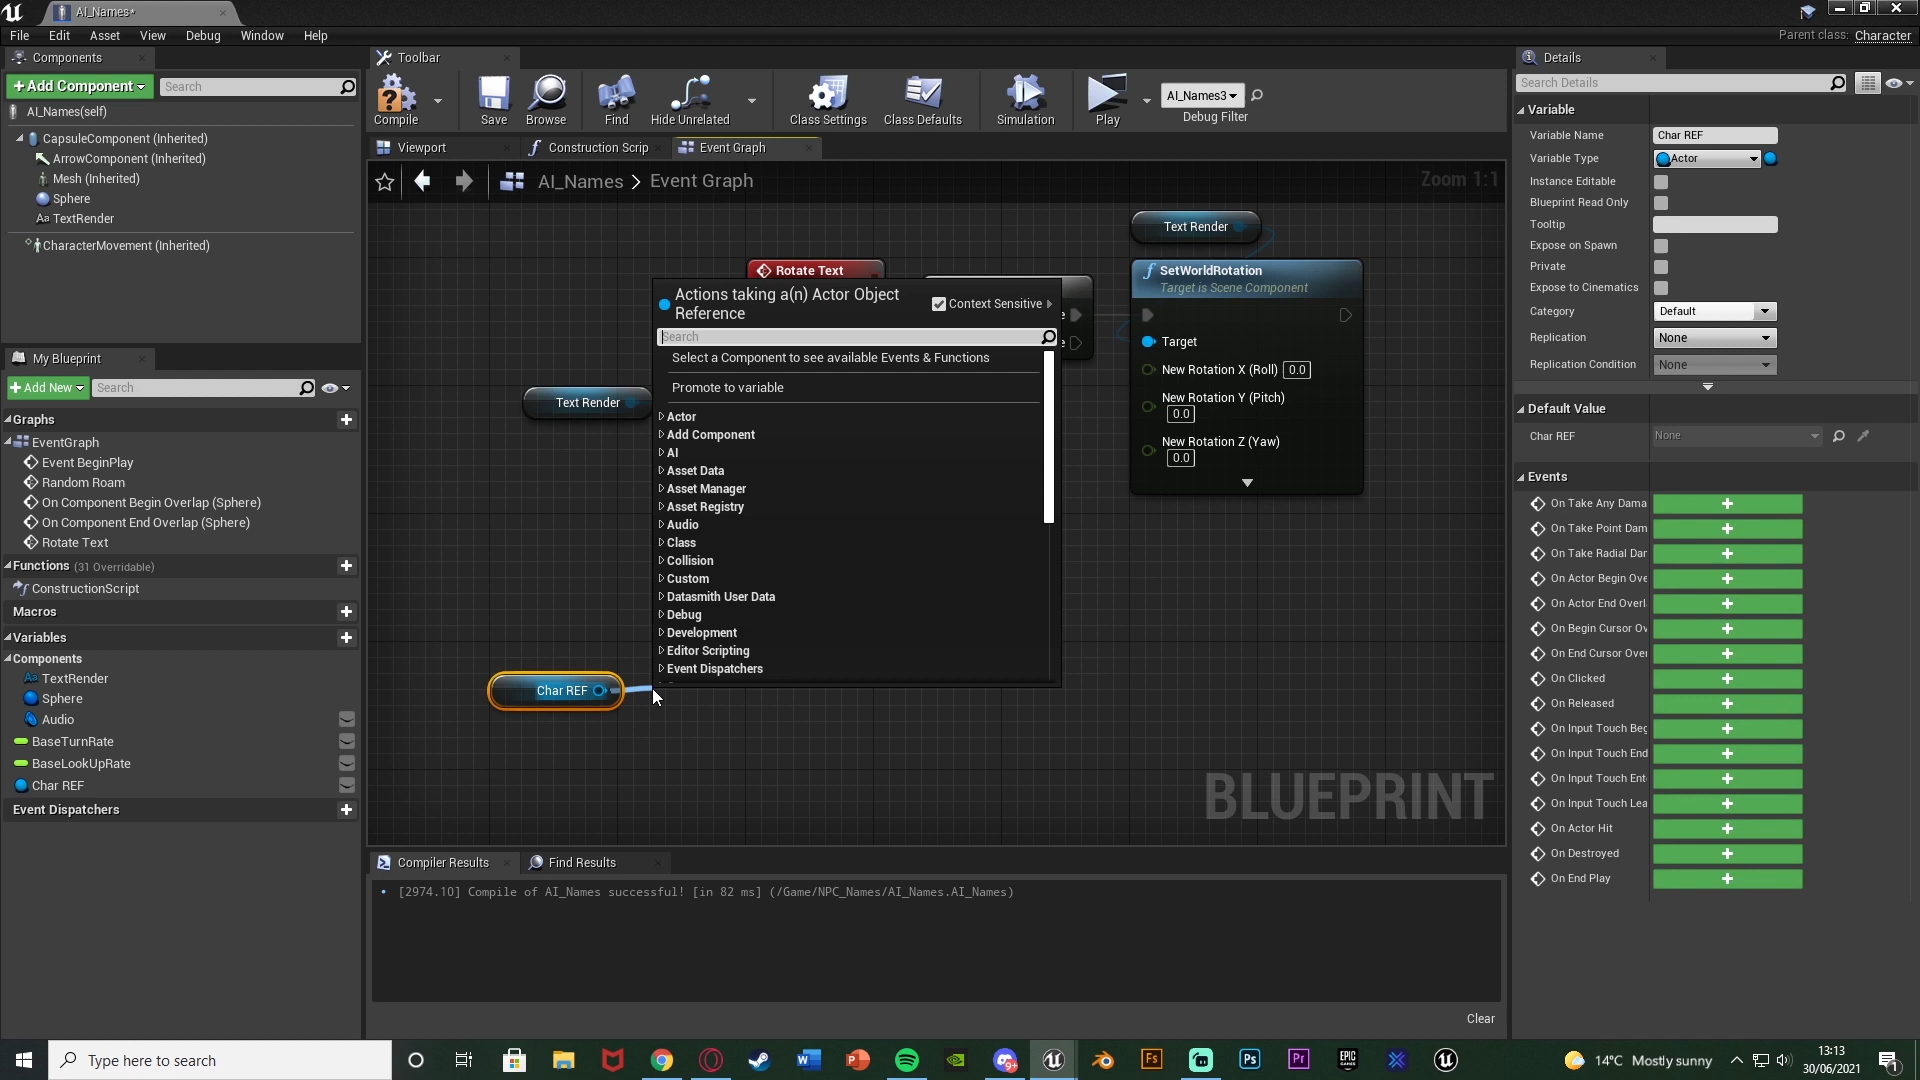 AI_Names*
File Edit Asset View Debug Window Help
Parent class: Character
Components
+Add Component
Search
AI_Names(self)
CapsuleComponent (Inherited)
ArrowComponent (Inherited)
Mesh (Inherited)
Sphere
Aa TextRender
CharacterMovement (Inherited)
My Blueprint
+Add New
Search
Graphs
EventGraph
Event BeginPlay
Random Roam
On Component Begin Overlap (Sphere)
On Component End Overlap (Sphere)
Rotate Text
Functions (31 Overridable)
ConstructionScript
Macros
Variables
Components
Aa TextRender
Sphere
Audio
BaseTurnRate
BaseLookUpRate
Char REF
Event Dispatchers
Toolbar
Compile Save Browse Find Hide Unrelated Class Settings Class Defaults Simulation Play
AI_Names3
Debug Filter
Viewport Construction Scrip Event Graph
AI_Names > Event Graph
Zoom 1:1
Text Render
Rotate Text
SetWorldRotation
Target is Scene Component
Target
New Rotation X (Roll) 0.0
New Rotation Y (Pitch)
0.0
New Rotation Z (Yaw)
0.0
Text Render
Char REF
Actions taking a(n) Actor Object
Reference
Context Sensitive
Search
Select a Component to see available Events & Functions
Promote to variable
Actor
Add Component
AI
Asset Data
Asset Manager
Asset Registry
Audio
Class
Collision
Custom
Datasmith User Data
Debug
Development
Editor Scripting
Event Dispatchers
BLUEPRINT
Compiler Results Find Results
• [2974.10] Compile of AI_Names successful! [in 82 ms] (/Game/NPC_Names/AI_Names.AI_Names)
Clear
Details
Search Details
Variable
Variable Name Char REF
Variable Type Actor
Instance Editable
Blueprint Read Only
Tooltip
Expose on Spawn
Private
Expose to Cinematics
Category Default
Replication None
Replication Condition None
Default Value
Char REF None
Events
On Take Any Dama
On Take Point Dam
On Take Radial Dar
On Actor Begin Ove
On Actor End Overl
On Begin Cursor Ov
On End Cursor Over
On Clicked
On Released
On Input Touch Beg
On Input Touch End
On Input Touch Ent
On Input Touch Lea
On Actor Hit
On Destroyed
On End Play
Type here to search
14°C Mostly sunny
13:13
30/06/2021